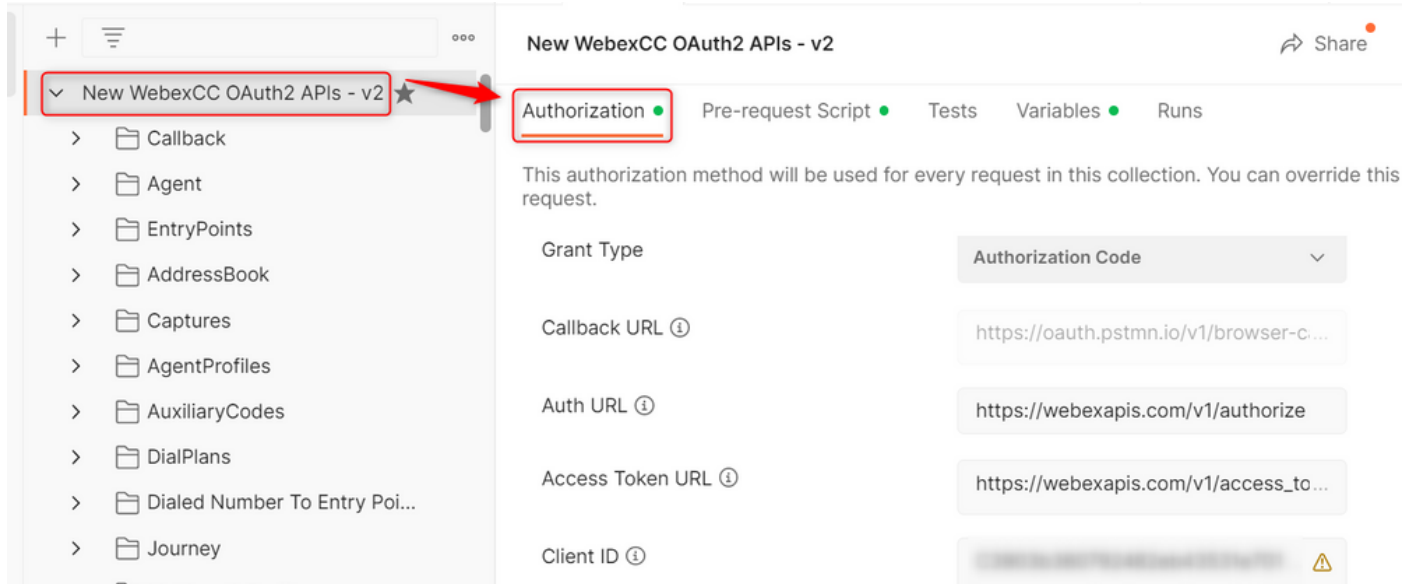 New WebexCC OAuth2 APIs - v2
Callback
Agent
EntryPoints
AddressBook
Captures
AgentProfiles
AuxiliaryCodes
DialPlans
Dialed Number To Entry Poi...
Journey
New WebexCC OAuth2 APIs - v2
Share
Authorization
Pre-request Script
Tests
Variables
Runs
This authorization method will be used for every request in this collection. You can override this
request.
Grant Type
Authorization Code
Callback URL
https://oauth.pstmn.io/v1/browser-c...
Auth URL
https://webexapis.com/v1/authorize
Access Token URL
https://webexapis.com/v1/access_to...
Client ID